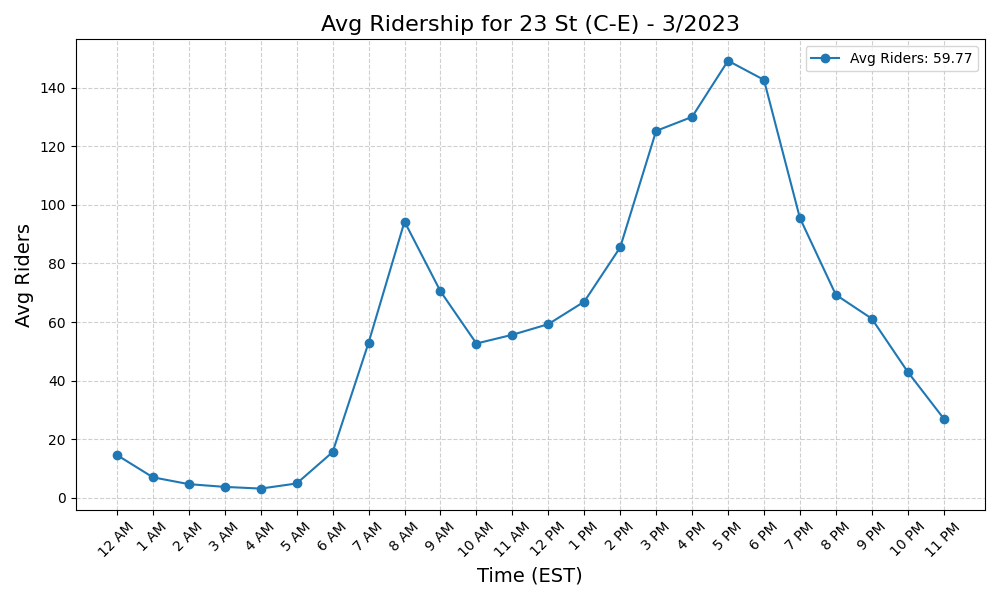 Avg Ridership for 23 St (C-E) - 3/2023
Avg Riders: 59.77
Avg Riders
140
120
100
80
60
40
20
0
12 AM
1 AM
2 AM
3 AM
4 AM
5 AM
6 AM
7 AM
8 AM
9 AM
10 AM
11 AM
12 PM
1 PM
2 PM
3 PM
4 PM
5 PM
6 PM
7 PM
8 PM
9 PM
10 PM
11 PM
Time (EST)